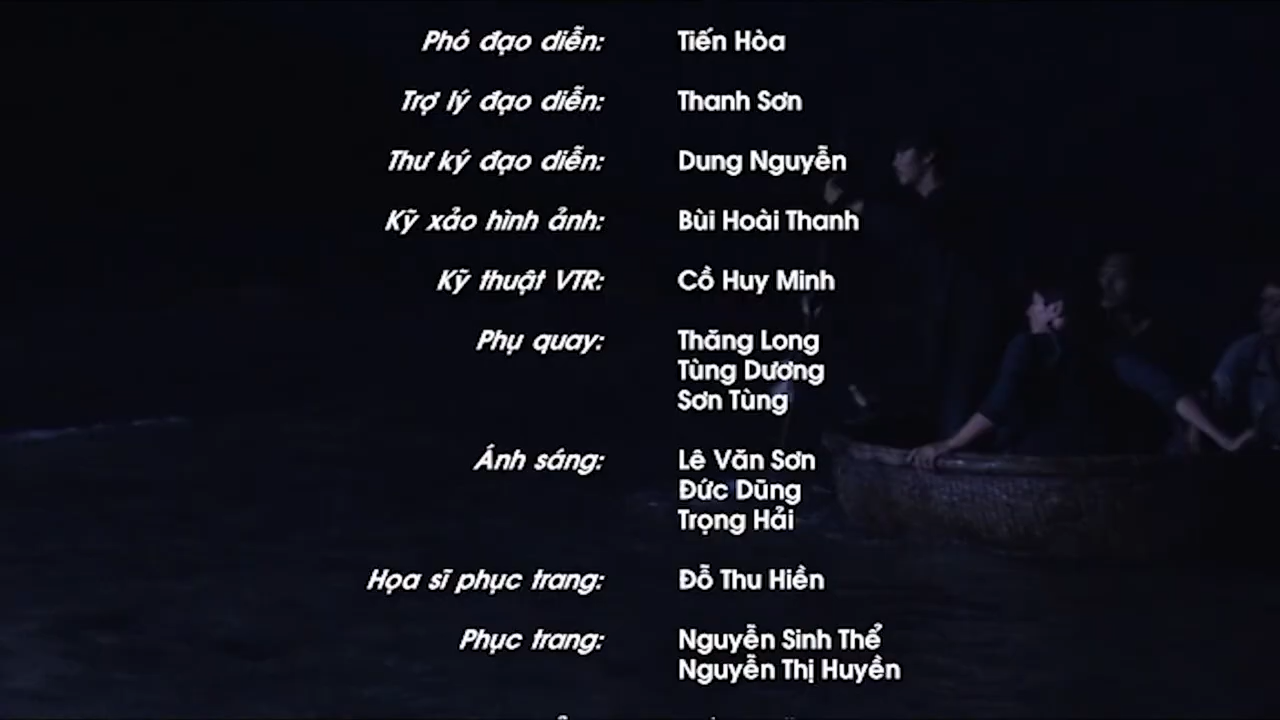 Phó đạo diễn: Tiến Hòa
Trợ lý đạo diễn: Thanh Sơn
Thư ký đạo diễn: Dung Nguyễn
Kỹ xảo hình ảnh: Bùi Hoài Thanh
Kỹ thuật VTR: Cồ Huy Minh
Phụ quay: Thăng Long
Tùng Dương
Sơn Tùng
Ánh sáng: Lê Văn Sơn
Đức Dũng
Trọng Hải
Họa sĩ phục trang: Đỗ Thu Hiền
Phục trang: Nguyễn Sinh Thể
Nguyễn Thị Huyền